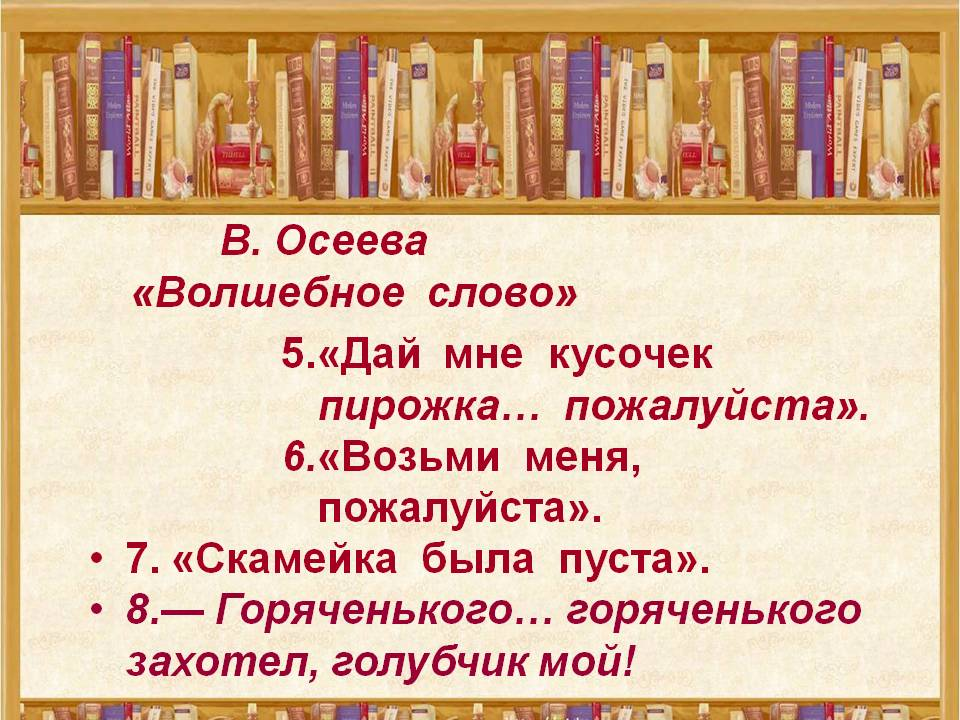 В. Осеева
«Волшебное слово»
5.«Дай мне кусочек
пирожка… пожалуйста».
6.«Возьми меня,
пожалуйста».
• 7. «Скамейка была пуста».
• 8.— Горяченького… горяченького
захотел, голубчик мой!